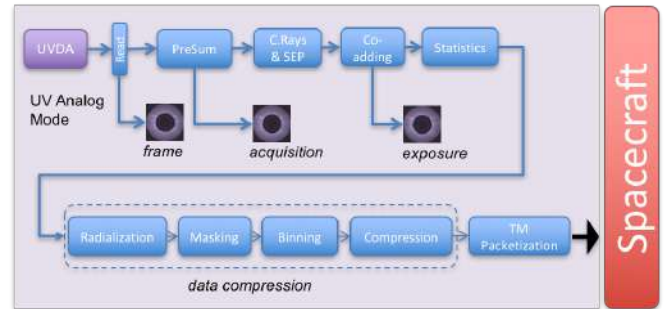 UVDA
Read
PreSum
C.Rays
& SEP
Co-
adding
Statistics
UV Analog
Mode
frame
acquisition
exposure
Radialization
Masking
Binning
Compression
TM
Packetization
data compression
Spacecraft